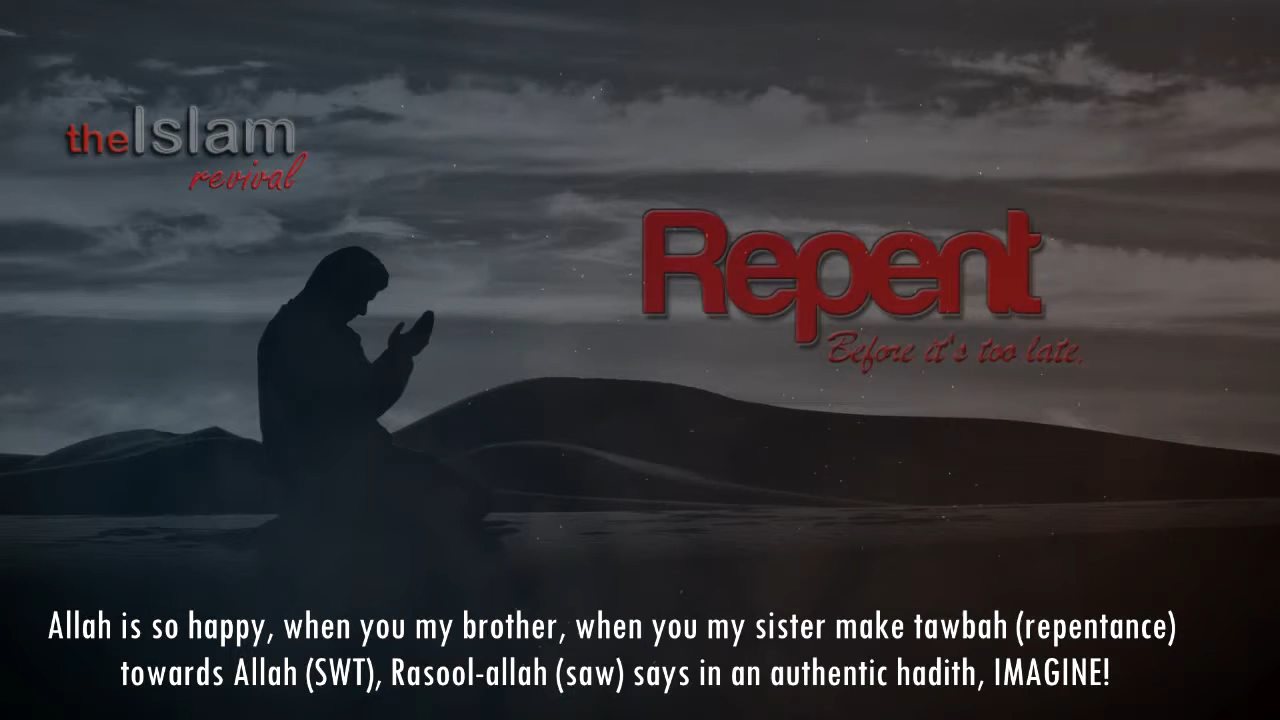 theIslam
revival
Repent
Before it's too late.
Allah is so happy, when you my brother, when you my sister make tawbah (repentance)
towards Allah (SWT), Rasool-allah (saw) says in an authentic hadith, IMAGINE!